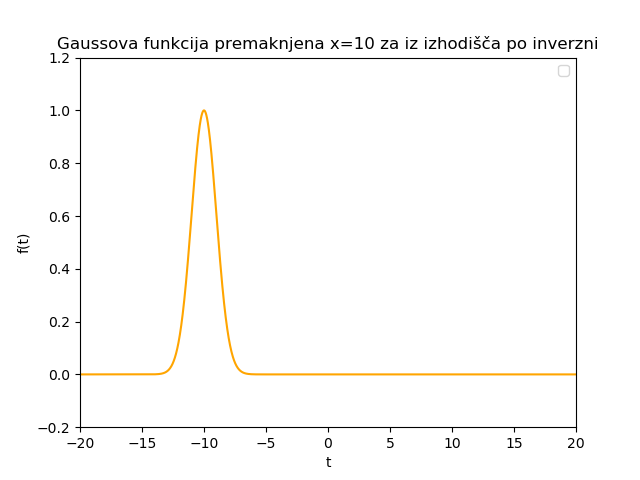 Gaussova funkcija premaknjena x=10 za iz izhodišča po inverzni
1.2
1.0
0.8
0.6
0.4
0.2
0.0
−0.2
f(t)
−20 −15 −10 −5 0 5 10 15 20
t